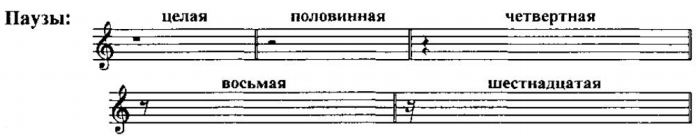 Паузы: целая половинная четвертная
восьмая шестнадцатая